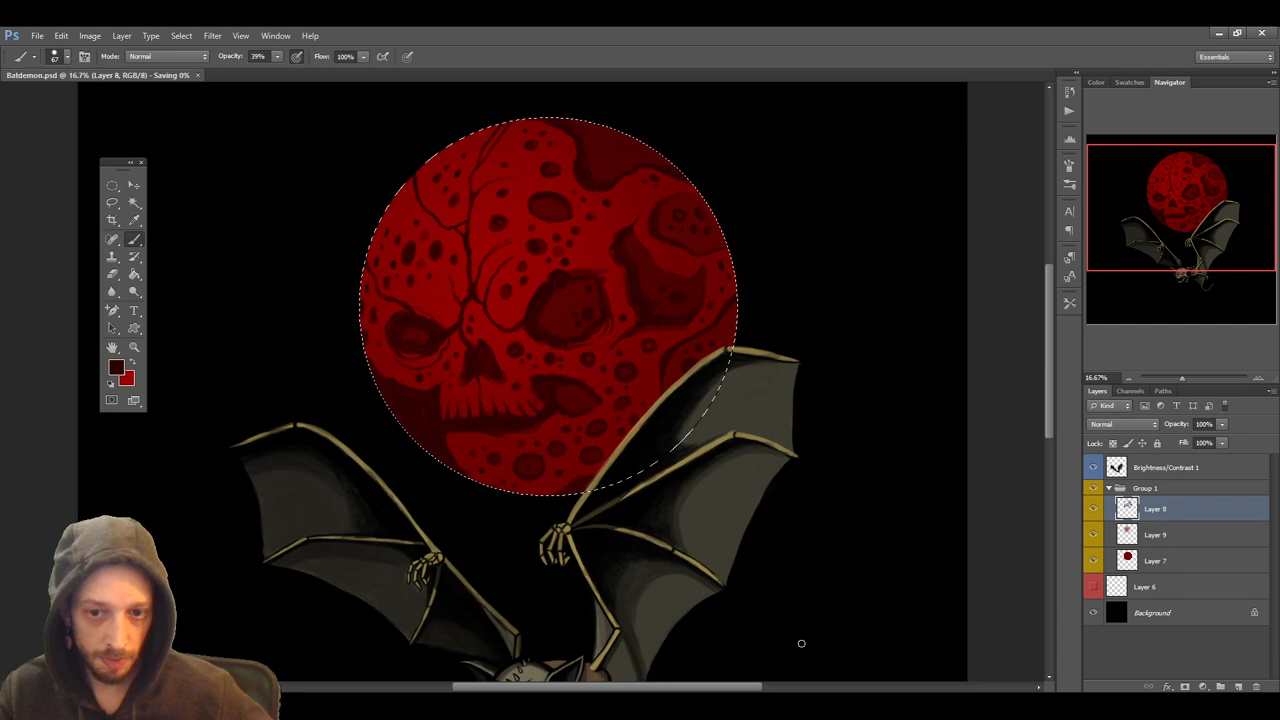 Ps File Edit Image Layer Type Select Filter View Window Help
67 Mode: Normal Opacity: 39% Flow: 100% Essentials
Batdemon.psd @ 16.7% (Layer 8, RGB/8) - Saving 0% ×
Color Swatches Navigator
16.67%
Layers Channels Paths
Kind
Normal Opacity: 100%
Lock: Fill: 100%
Brightness/Contrast 1
Group 1
Layer 8
Layer 9
Layer 7
Layer 6
Background